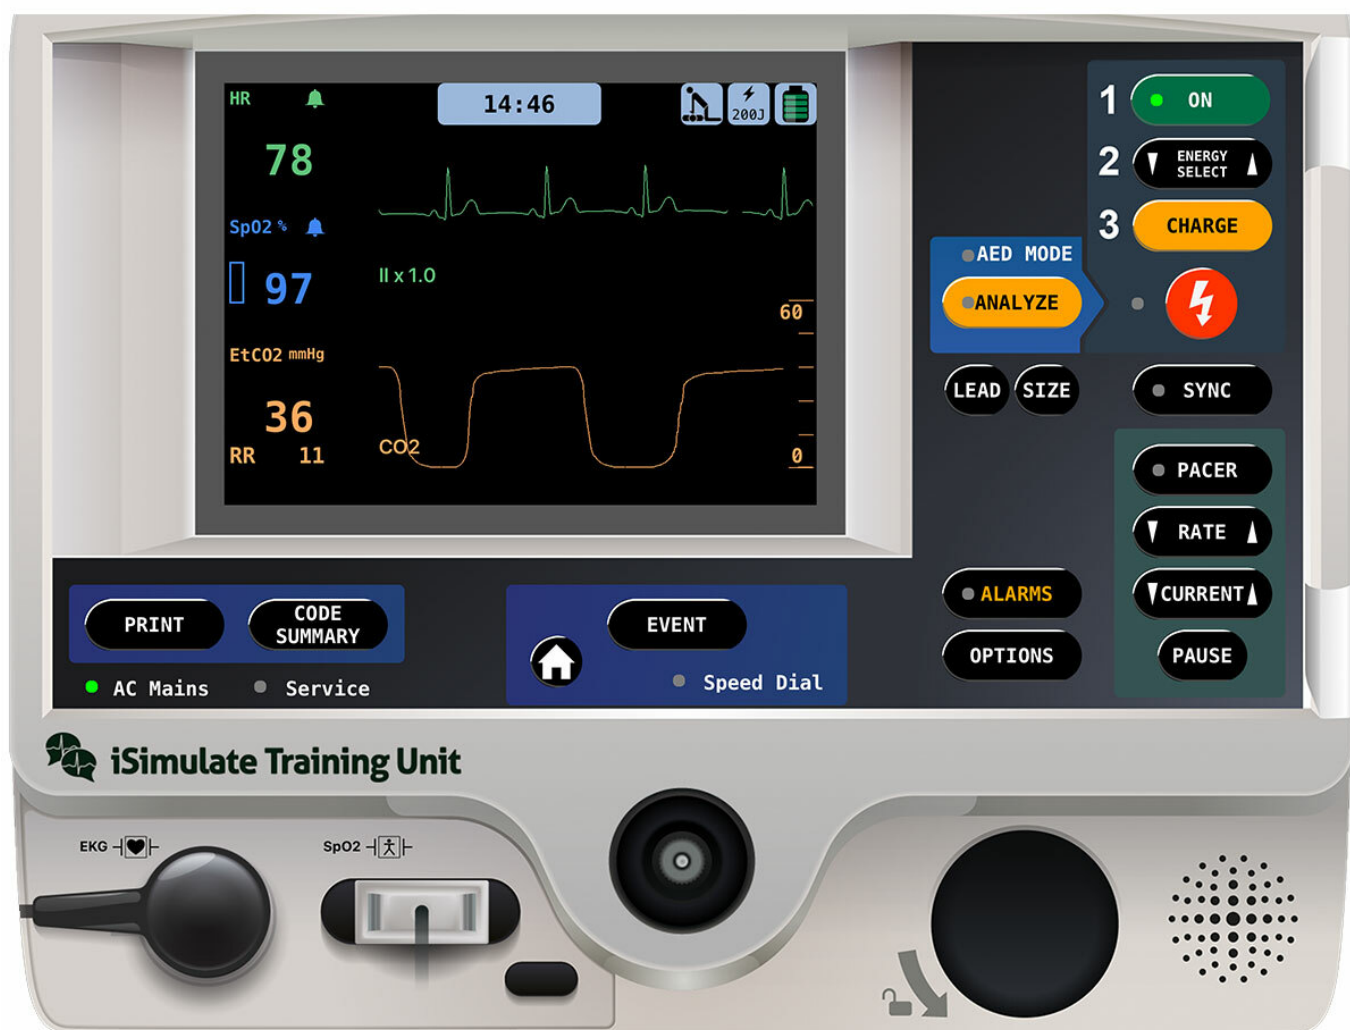 HR
14:46
200J
78
SpO2 %
97
II x 1.0
60
EtCO2 mmHg
36
CO2
RR 11
0
1 ON
2 ENERGY SELECT
3 CHARGE
AED MODE
ANALYZE
LEAD SIZE
SYNC
PACER
RATE
CURRENT
PAUSE
ALARMS
OPTIONS
PRINT
CODE
SUMMARY
EVENT
AC Mains
Service
Speed Dial
iSimulate Training Unit
EKG
SpO2